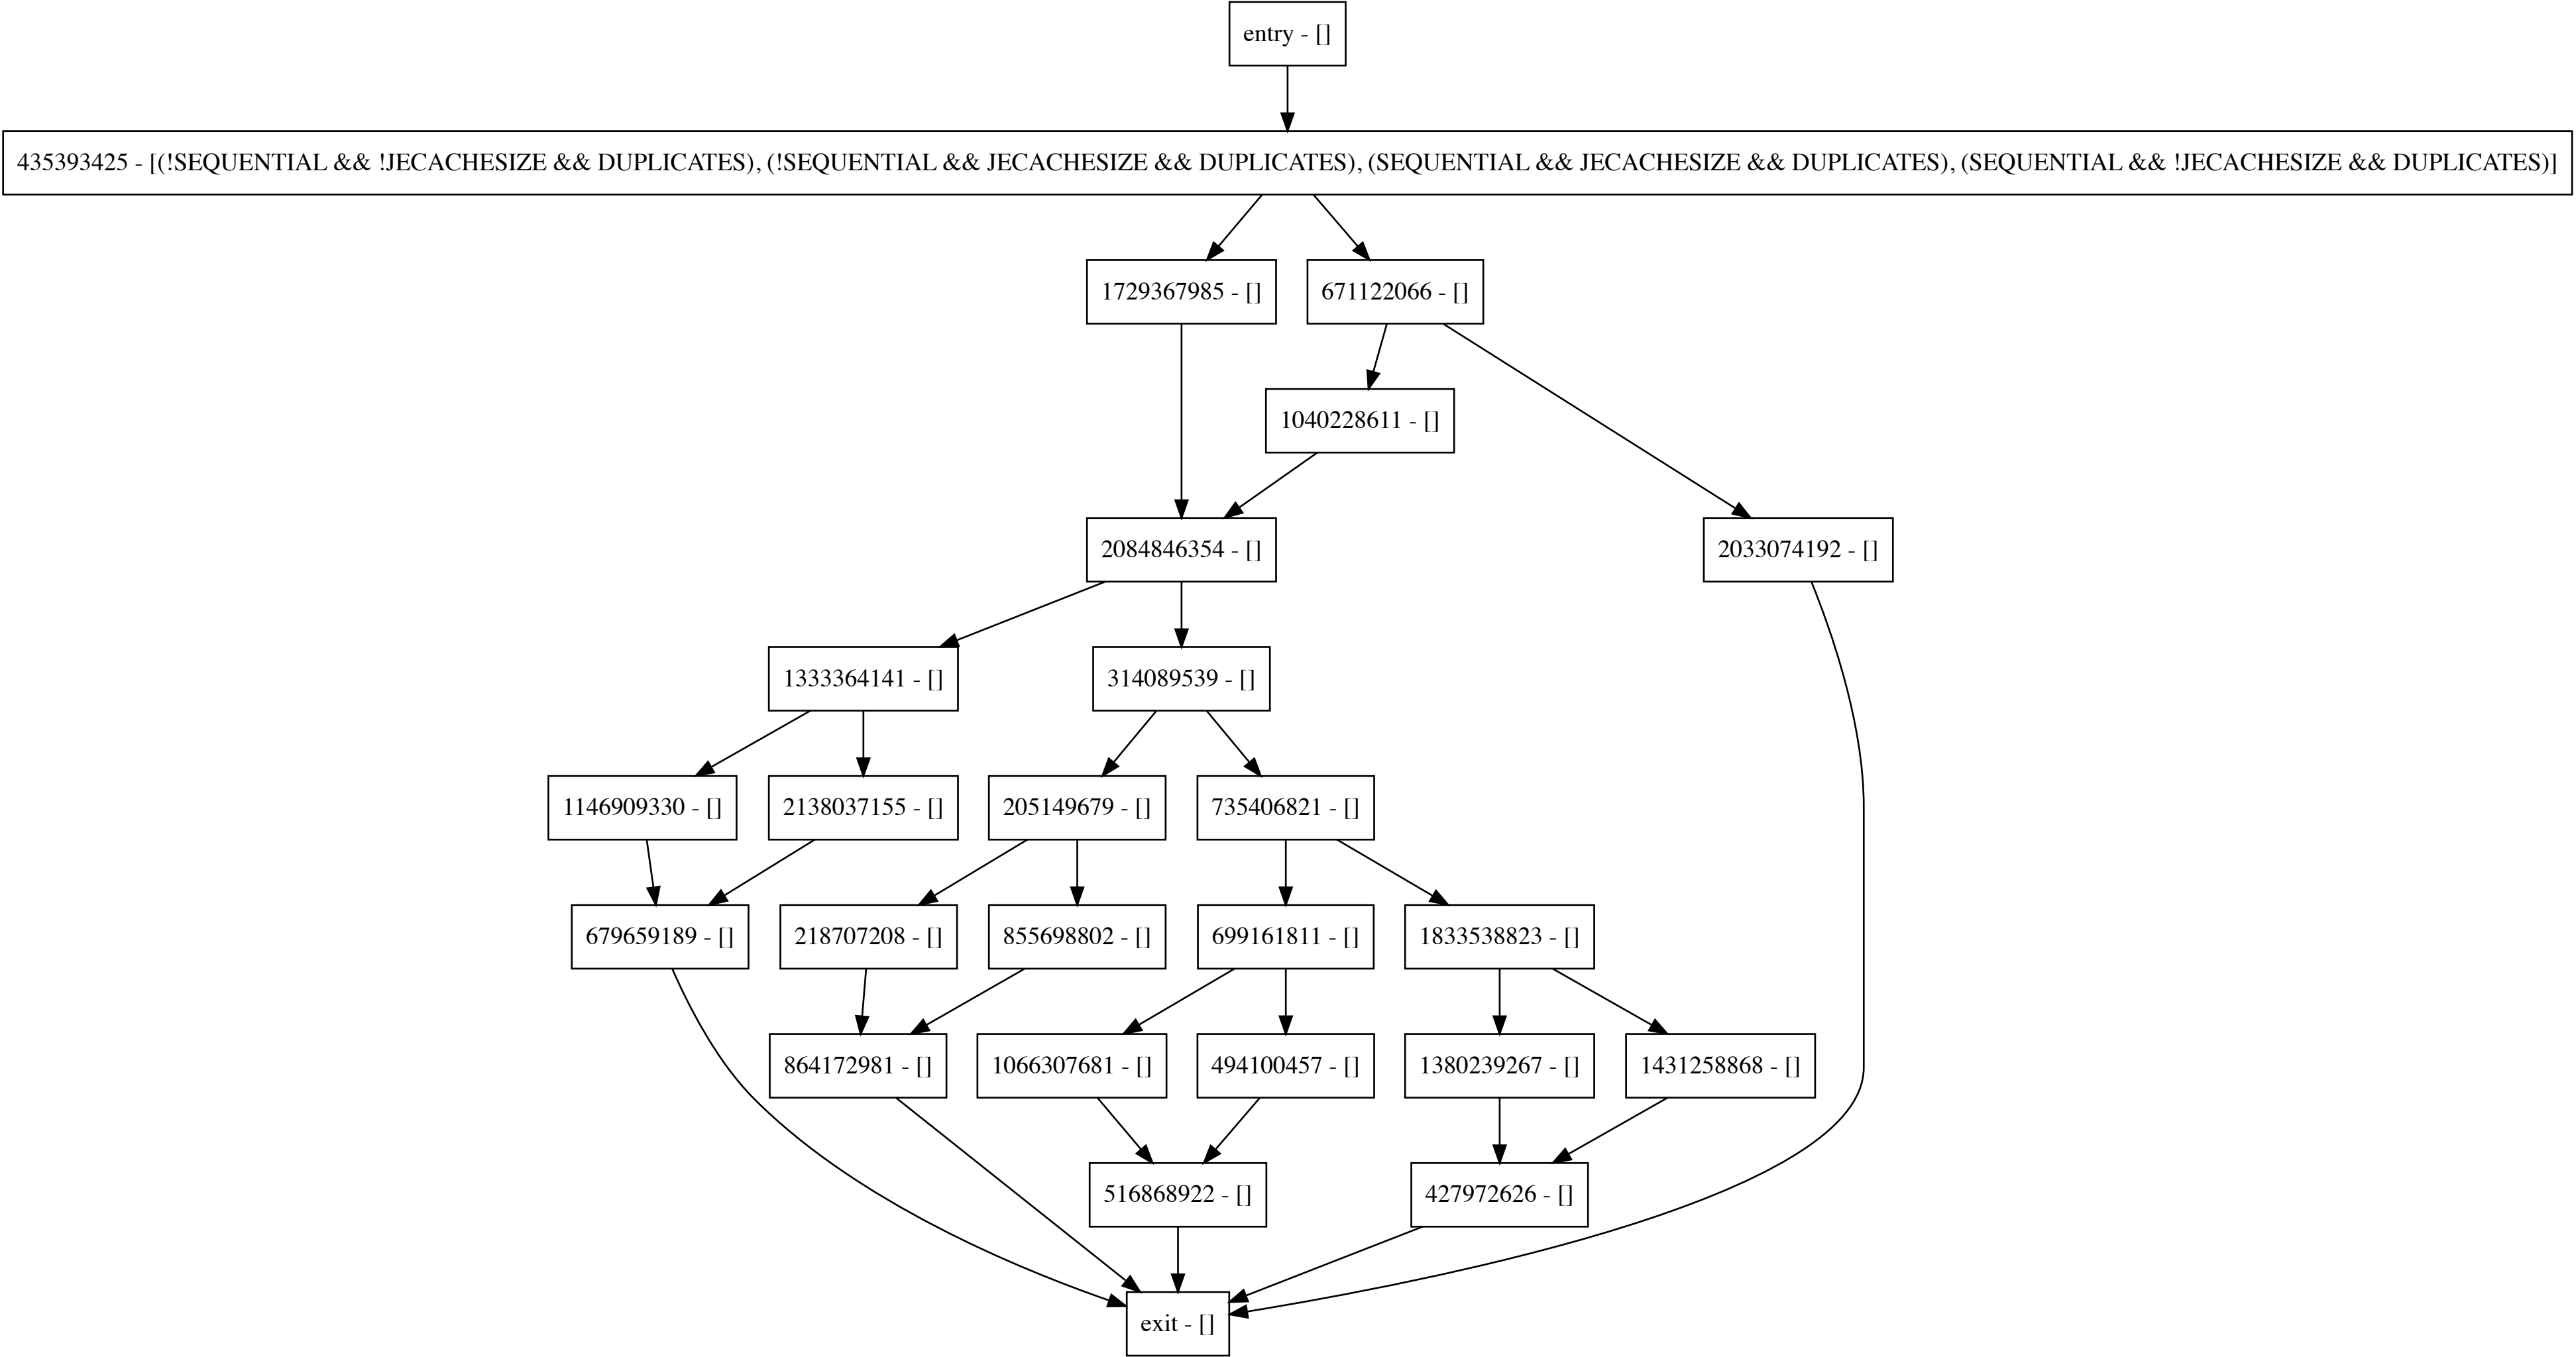 entry - []
435393425 - [(!SEQUENTIAL && !JECACHESIZE && DUPLICATES), (!SEQUENTIAL && JECACHESIZE && DUPLICATES), (SEQUENTIAL && JECACHESIZE && DUPLICATES), (SEQUENTIAL && !JECACHESIZE && DUPLICATES)]
1729367985 - []
671122066 - []
1040228611 - []
2084846354 - []
2033074192 - []
1333364141 - []
314089539 - []
1146909330 - []
2138037155 - []
205149679 - []
735406821 - []
679659189 - []
218707208 - []
855698802 - []
699161811 - []
1833538823 - []
864172981 - []
1066307681 - []
494100457 - []
1380239267 - []
1431258868 - []
516868922 - []
427972626 - []
exit - []